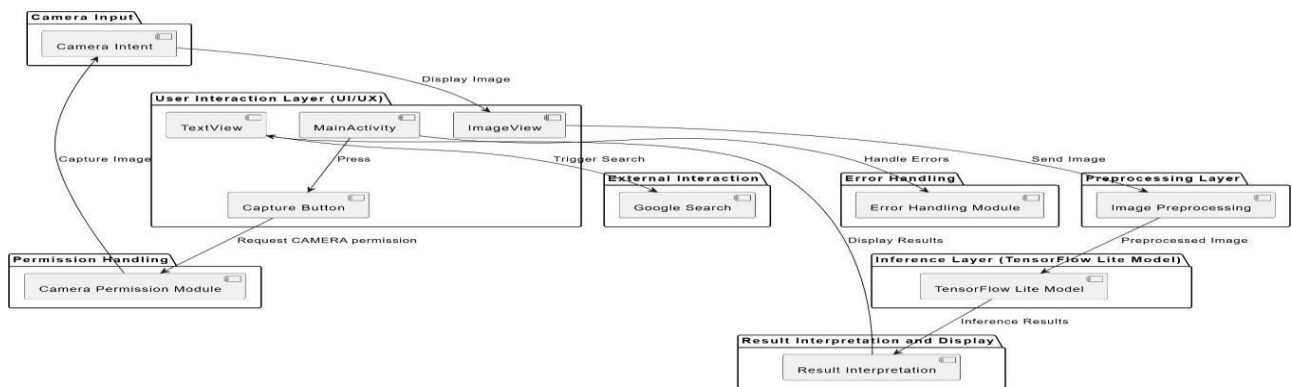 Camera Input
Camera Intent
Display Image
User Interaction Layer (UI/UX)
TextView
MainActivity
ImageView
Capture Image
Press
Trigger Search
Handle Errors
Send Image
External Interaction
Error Handling
Preprocessing Layer
Capture Button
Google Search
Error Handling Module
Image Preprocessing
Request CAMERA permission
Display Results
Preprocessed Image
Permission Handling
Inference Layer (TensorFlow Lite Model)
Camera Permission Module
TensorFlow Lite Model
Inference Results
Result Interpretation and Display
Result Interpretation